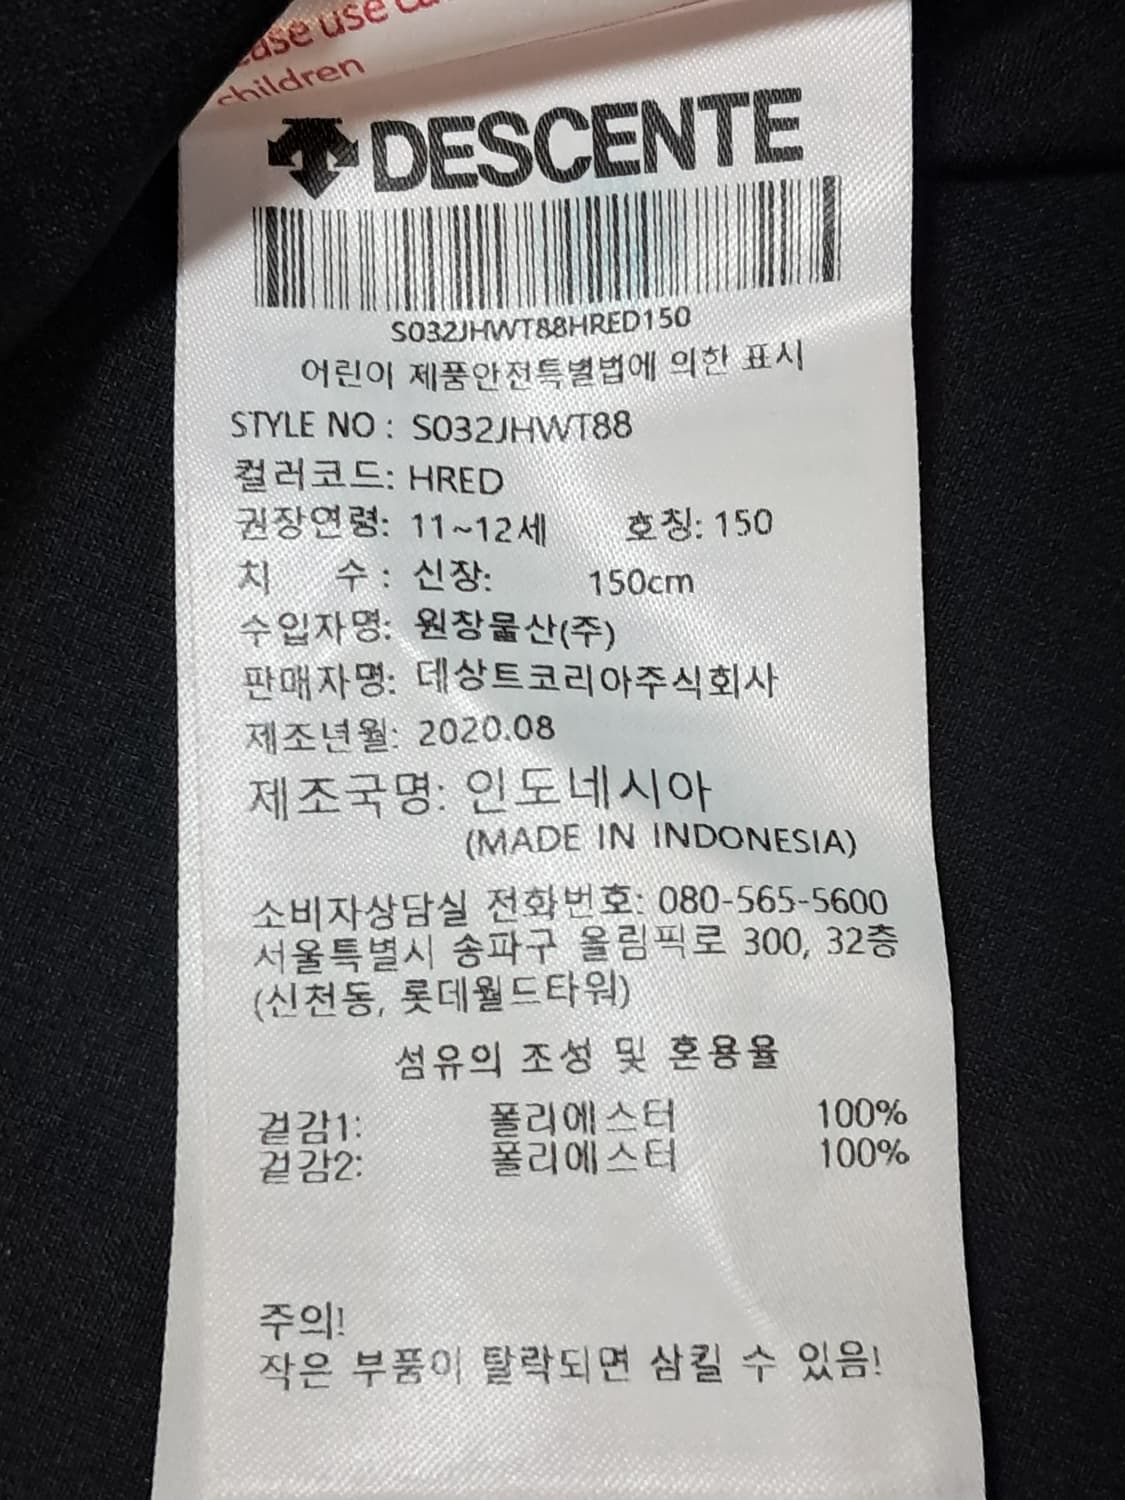 use
children
DESCENTE
S032JHWT88HRED150
어린이 제품안전특별법에 의한 표시
STYLE NO : S032JHWT88
컬러코드: HRED
권장연령: 11~12세 호칭: 150
치 수 : 신장: 150cm
수입자명: 원창물산(주)
판매자명: 데상트코리아주식회사
제조년월: 2020.08
제조국명: 인도네시아
(MADE IN INDONESIA)
소비자상담실 전화번호: 080-565-5600
서울특별시 송파구 올림픽로 300, 32층
(신천동, 롯데월드타워)
섬유의 조성 및 혼용율
겉감1: 폴리에스터 100%
겉감2: 폴리에스터 100%
주의!
작은 부품이 탈락되면 삼킬 수 있음!